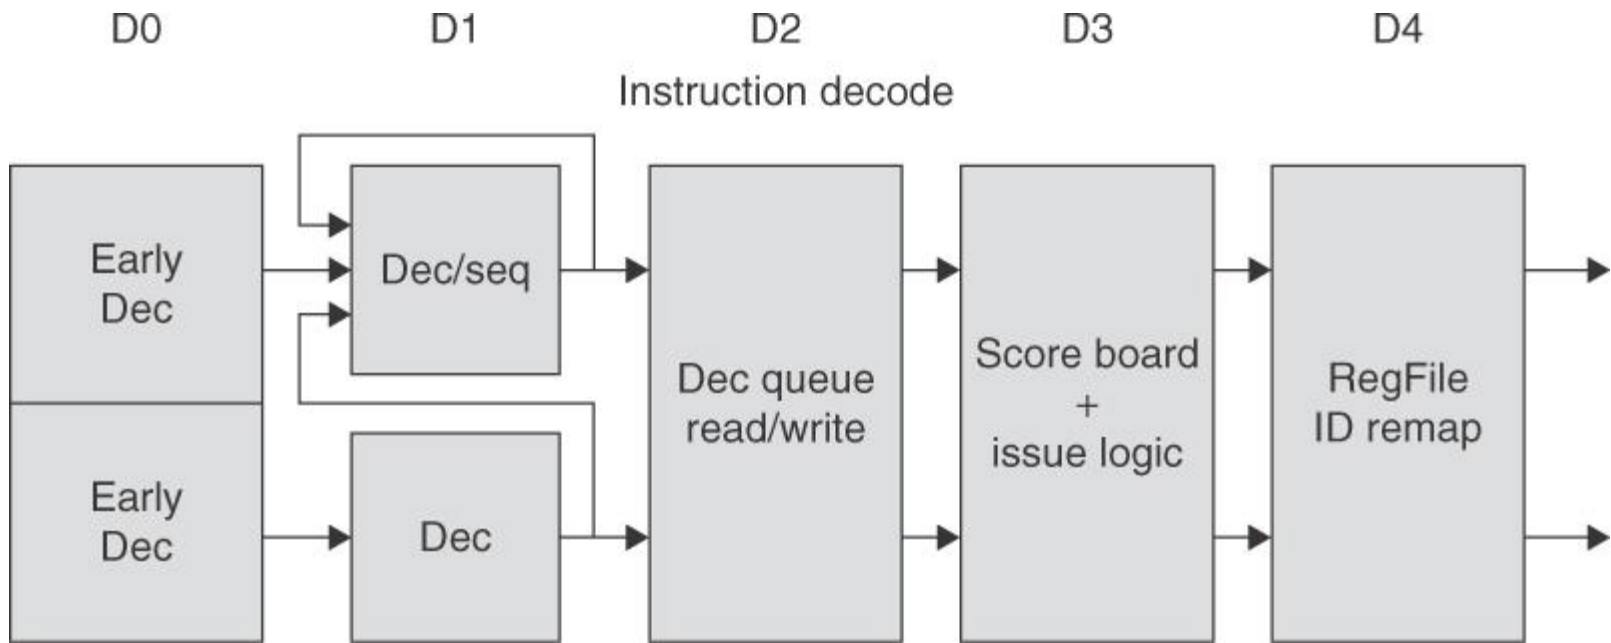 D0 D1 D2 D3 D4
Instruction decode
Early
Dec
Early
Dec
Dec/seq
Dec
Dec queue
read/write
Score board
+
issue logic
RegFile
ID remap